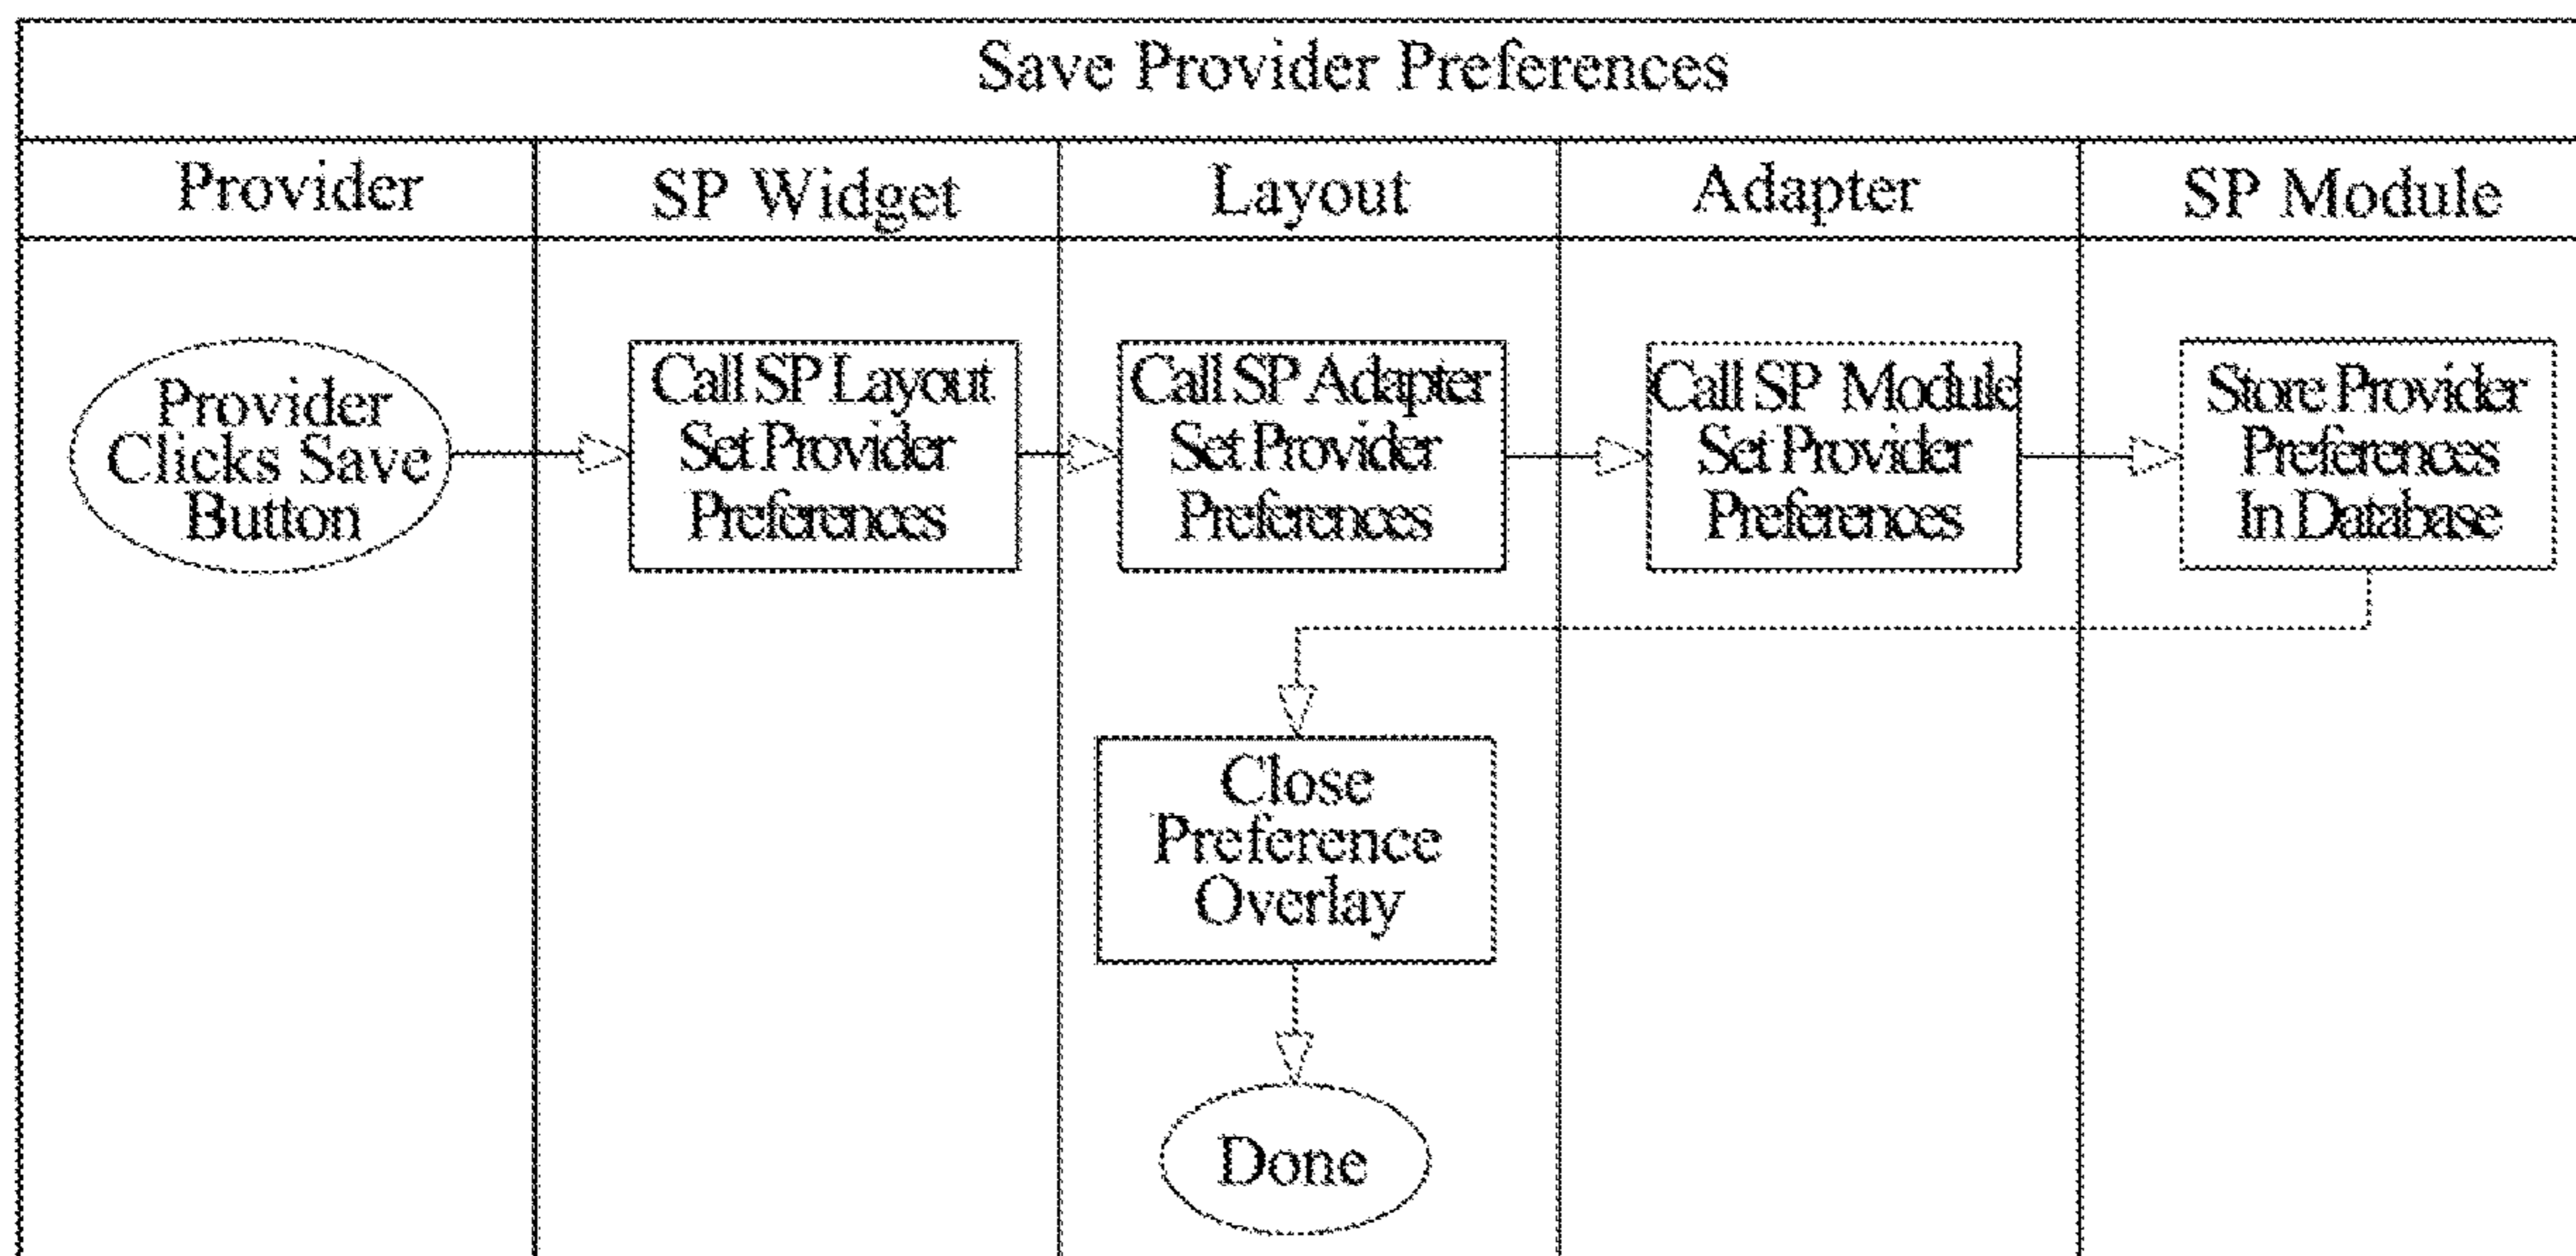 Save Provider Preferences
Provider
SP Widget
Layout
Adapter
SP Module
Provider
Clicks Save
Button
Call SP Layout
Set Provider
Preferences
Call SP Adapter
Set Provider
Preferences
Call SP Module
Set Provider
Preferences
Store Provider
Preferences
In Database
Close
Preference
Overlay
Done